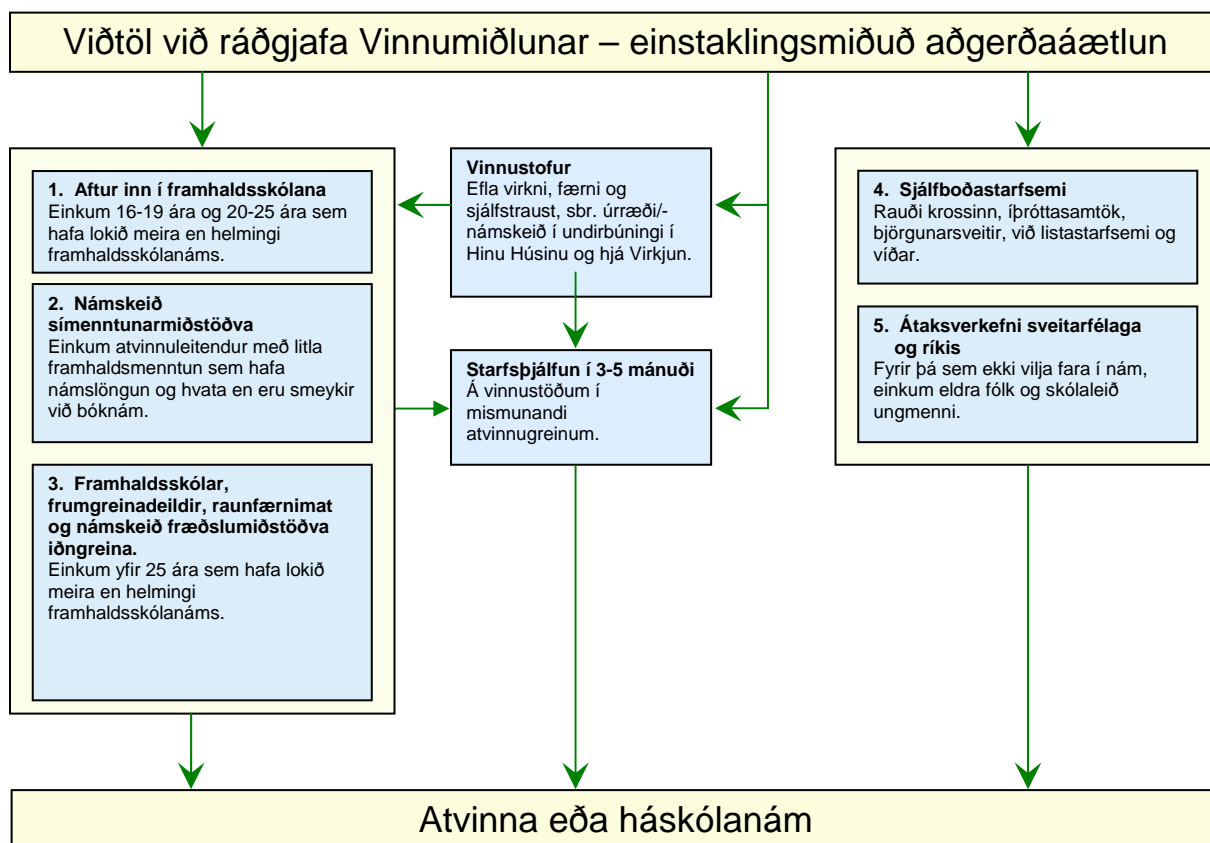 Viðtöl við ráðgjafa Vinnumiðlunar – einstaklingsmiðuð aðgerðaáætlun
1. Aftur inn í framhaldsskólana
Einkum 16-19 ára og 20-25 ára sem
hafa lokið meira en helmingi
framhaldsskólanáms.
2. Námskeið
símenntunarmiðstöðva
Einkum atvinnuleitendur með litla
framhaldsmenntun sem hafa
námslöngun og hvata en eru smeykir
við bóknám.
3. Framhaldsskólar,
frumgreinadeildir, raunfærnimat
og námskeið fræðslumiðstöðva
iðngreina.
Einkum yfir 25 ára sem hafa lokið
meira en helmingi
framhaldsskólanáms.
Vinnustofur
Efla virkni, færni og
sjálfstraust, sbr. úrræði/-
námskeið í undirbúningi í
Hinu Húsinu og hjá Virkjun.
Starfsþjálfun í 3-5 mánuði
Á vinnustöðum í
mismunandi
atvinnugreinum.
4. Sjálfboðastarfsemi
Rauði krossinn, íþróttasamtök,
björgunarsveitir, við listastarfsemi og
víðar.
5. Átaksverkefni sveitarfélaga
og ríkis
Fyrir þá sem ekki vilja fara í nám,
einkum eldra fólk og skólaleið
ungmenni.
Atvinna eða háskólanám